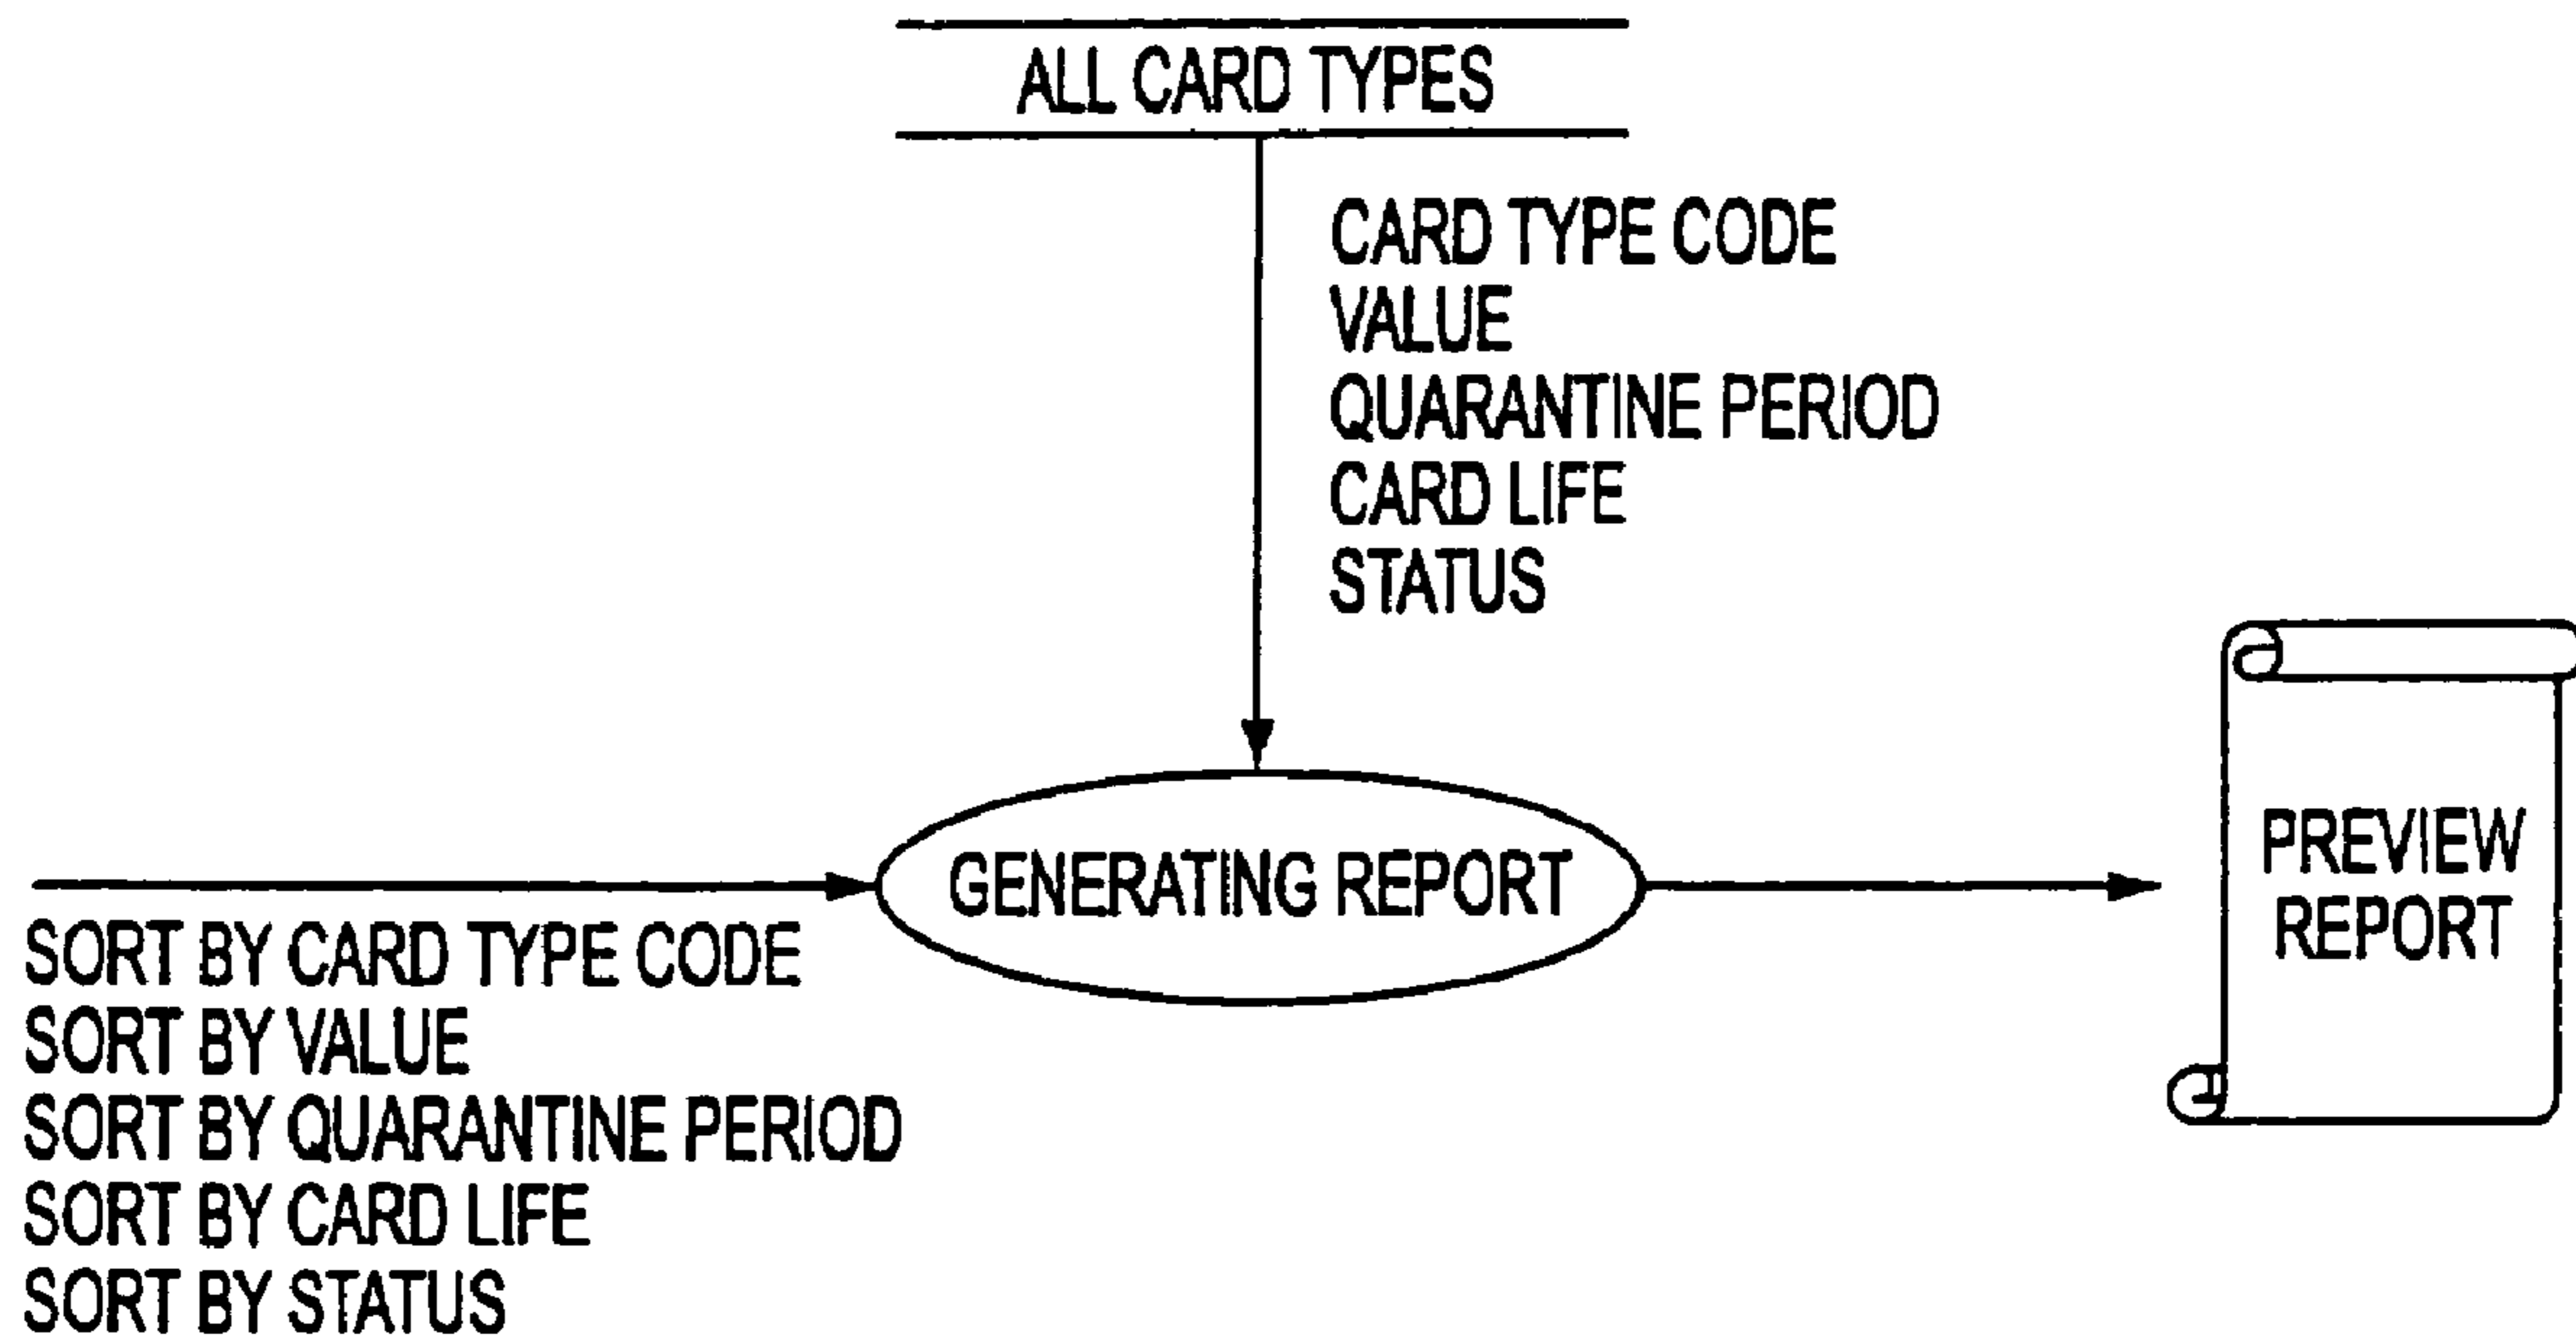 ALL CARD TYPES
CARD TYPE CODE
VALUE
QUARANTINE PERIOD
CARD LIFE
STATUS
GENERATING REPORT
PREVIEW
REPORT
SORT BY CARD TYPE CODE
SORT BY VALUE
SORT BY QUARANTINE PERIOD
SORT BY CARD LIFE
SORT BY STATUS